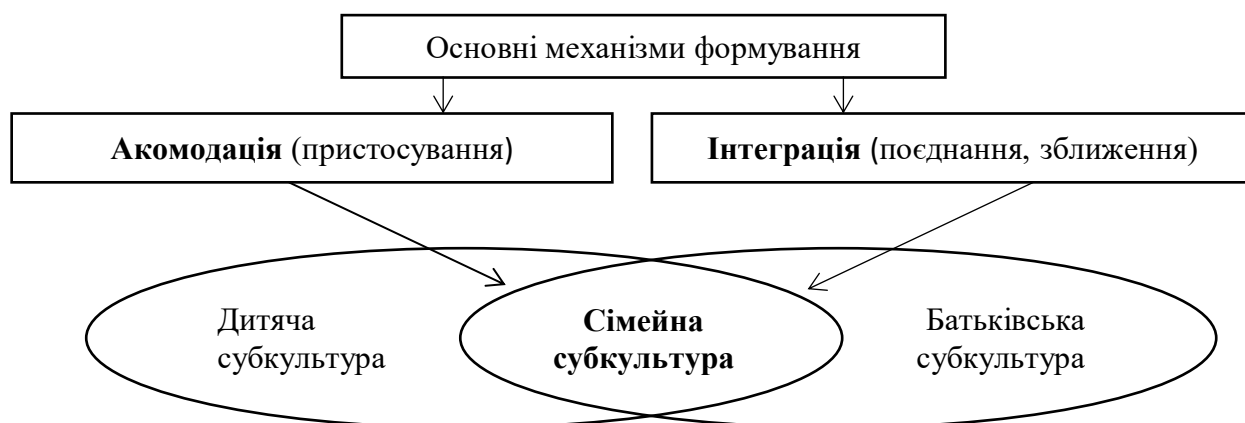 Основні механізми формування
Акомодація (пристосування)
Інтеграція (поєднання, зближення)
Дитяча
субкультура
Сімейна
субкультура
Батьківська
субкультура